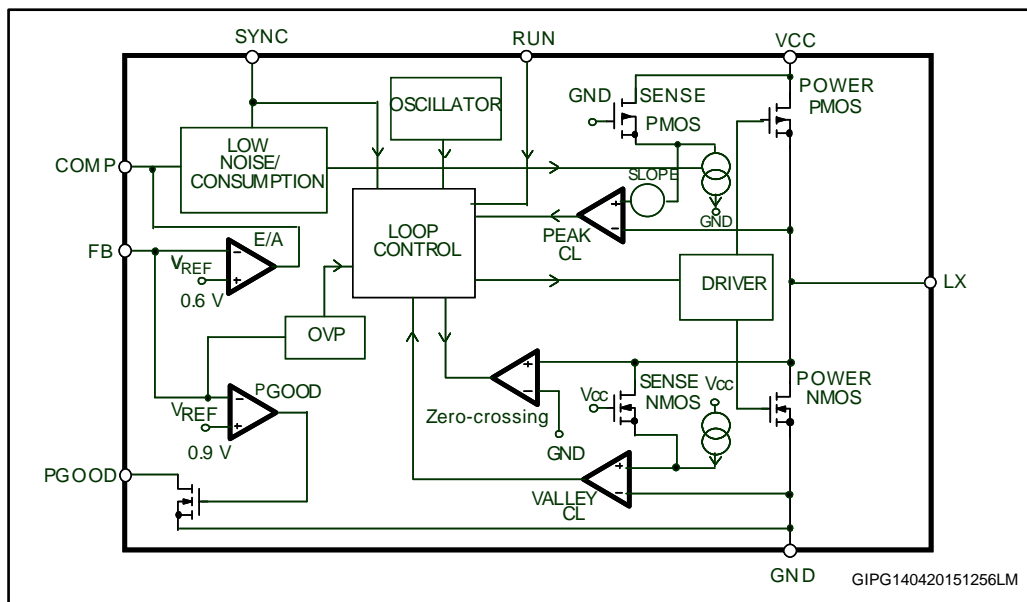 SYNC
RUN
VCC
OSCILLATOR
GND
SENSE
PMOS
POWER
PMOS
LOW
NOISE/
CONSUMPTION
COMP
SLOPE
+
-
GND
PEAK
CL
LOOP
CONTROL
E/A
FB
-
VREF
+
0.6 V
DRIVER
LX
OVP
PGOOD
-
VREF
+
0.9 V
+
-
Zero-crossing
GND
SENSE
NMOS
Vcc
Vcc
POWER
NMOS
PGOOD
+
-
VALLEY
CL
GND
GIPG140420151256LM